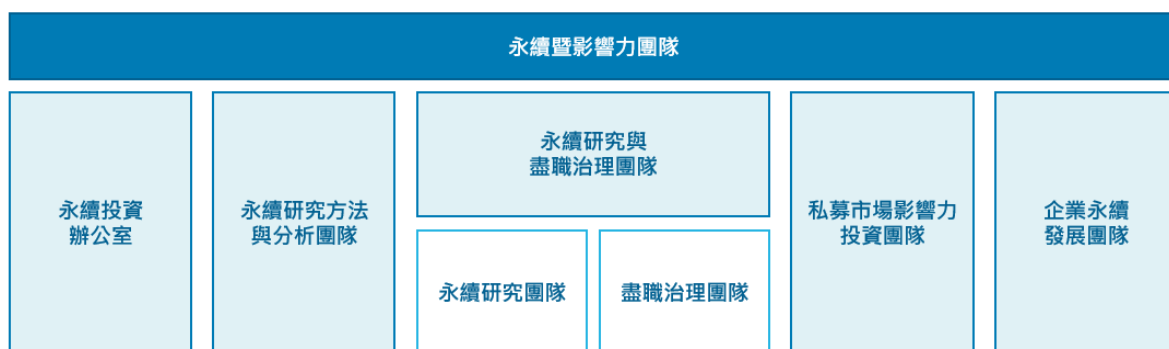 永續暨影響力團隊
永續投資
辦公室
永續研究方法
與分析團隊
永續研究與
盡職治理團隊
永續研究團隊
盡職治理團隊
私募市場影響力
投資團隊
企業永續
發展團隊